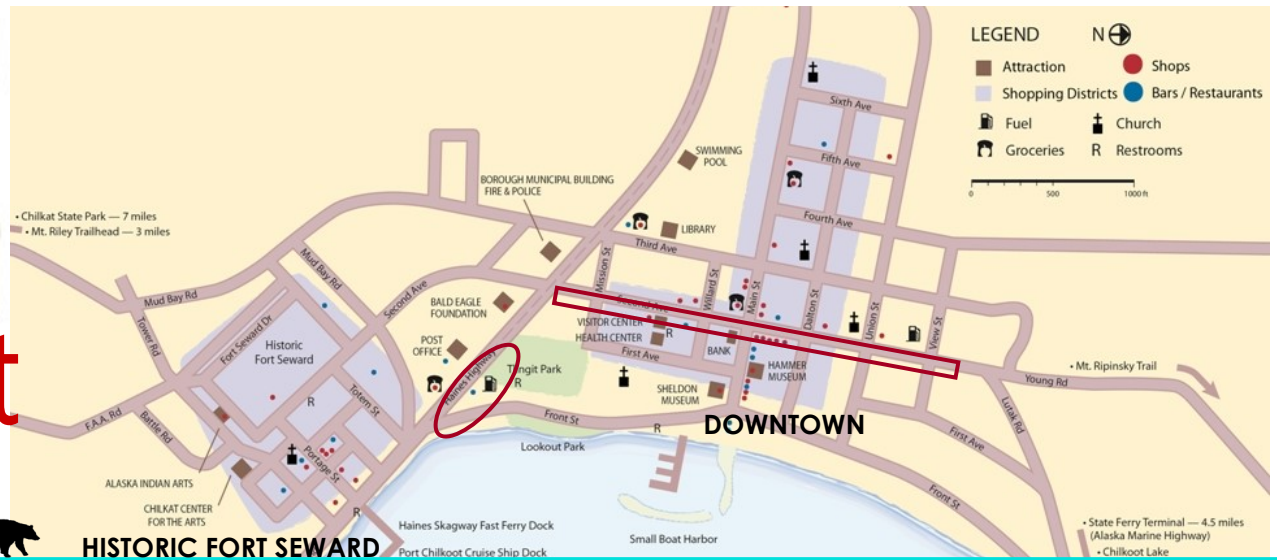 LEGEND N
Attraction
Shops
Shopping Districts
Bars / Restaurants
Fuel
Church
Groceries
R Restrooms
0 500 1000 ft
Sixth Ave
Fifth Ave
Fourth Ave
SWIMMING
POOL
BOROUGH MUNICIPAL BUILDING
FIRE & POLICE
LIBRARY
Third Ave
• Chilkat State Park — 7 miles
• Mt. Riley Trailhead — 3 miles
Mud Bay Rd
Mud Bay Rd
Second Ave
Mission St
Willard St
Main St
Dalton St
Union St
View St
Second Ave
BALD EAGLE
FOUNDATION
VISITOR CENTER
HEALTH CENTER
R
First Ave
BANK
HAMMER
MUSEUM
SHELDON
MUSEUM
Tower Rd
Fort Seward Dr
Historic
Fort Seward
POST
OFFICE
Haines Highway
Tlingit Park
R
• Mt. Ripinsky Trail
Young Rd
Lutak Rd
t
F.A.A. Rd
Battle Rd
Totem St
R
Portage St
Front St
R
DOWNTOWN
First Ave
Front St
Lookout Park
ALASKA INDIAN ARTS
CHILKAT CENTER
FOR THE ARTS
R
Haines Skagway Fast Ferry Dock
Small Boat Harbor
• State Ferry Terminal — 4.5 miles
(Alaska Marine Highway)
• Chilkoot Lake
HISTORIC FORT SEWARD
Port Chilkoot Cruise Ship Dock